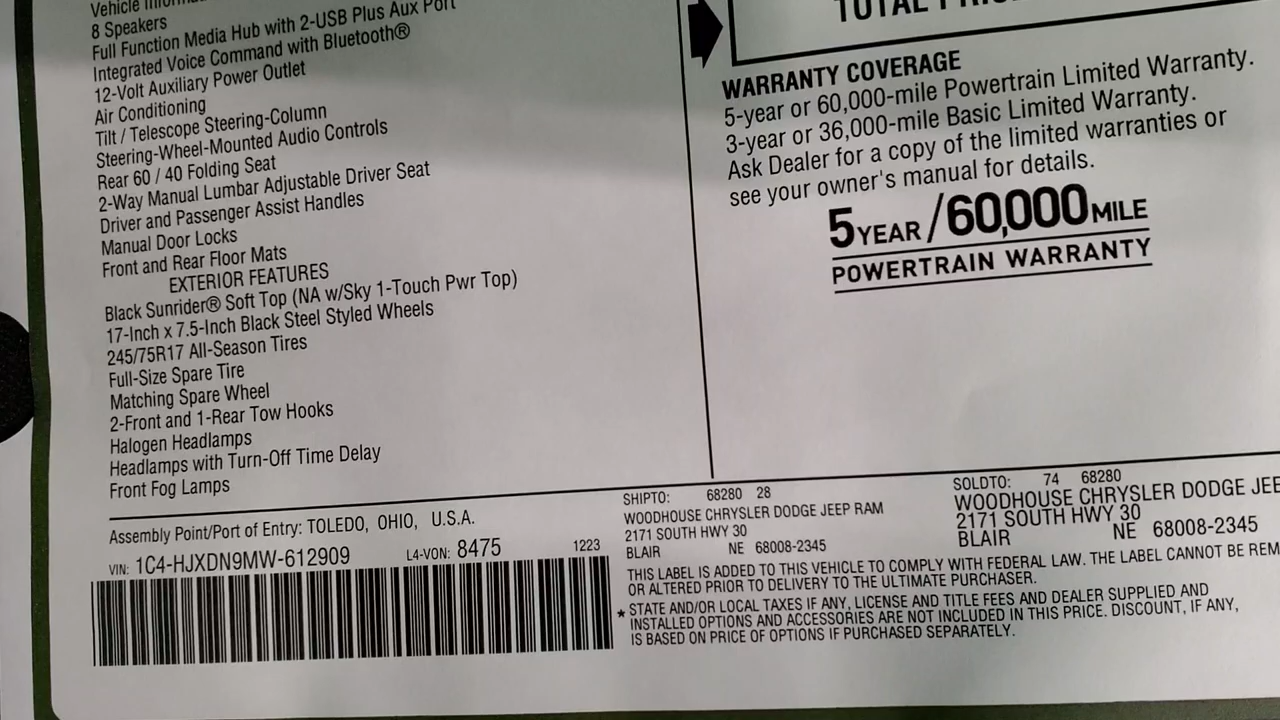 Vehicle
8 Speakers
Full Function Media Hub with 2-USB Plus Aux Port
Integrated Voice Command with Bluetooth®
12-Volt Auxiliary Power Outlet
Air Conditioning
Tilt / Telescope Steering-Column
Steering-Wheel-Mounted Audio Controls
Rear 60 / 40 Folding Seat
2-Way Manual Lumbar Adjustable Driver Seat
Driver and Passenger Assist Handles
Manual Door Locks
Front and Rear Floor Mats
EXTERIOR FEATURES
Black Sunrider® Soft Top (NA w/Sky 1-Touch Pwr Top)
17-Inch x 7.5-Inch Black Steel Styled Wheels
245/75R17 All-Season Tires
Full-Size Spare Tire
Matching Spare Wheel
2-Front and 1-Rear Tow Hooks
Halogen Headlamps
Headlamps with Turn-Off Time Delay
Front Fog Lamps
TOTAL
WARRANTY COVERAGE
5-year or 60,000-mile Powertrain Limited Warranty.
3-year or 36,000-mile Basic Limited Warranty.
Ask Dealer for a copy of the limited warranties or
see your owner's manual for details.
5 YEAR / 60,000 MILE
POWERTRAIN WARRANTY
Assembly Point/Port of Entry: TOLEDO, OHIO, U.S.A.
VIN: 1C4-HJXDN9MW-612909 L4-VON: 8475 1223
SHIPTO: 68280 28
WOODHOUSE CHRYSLER DODGE JEEP RAM
2171 SOUTH HWY 30
BLAIR NE 68008-2345
SOLDTO: 74 68280
WOODHOUSE CHRYSLER DODGE JEE
2171 SOUTH HWY 30
BLAIR NE 68008-2345
THIS LABEL IS ADDED TO THIS VEHICLE TO COMPLY WITH FEDERAL LAW. THE LABEL CANNOT BE REM
OR ALTERED PRIOR TO DELIVERY TO THE ULTIMATE PURCHASER.
* STATE AND/OR LOCAL TAXES IF ANY, LICENSE AND TITLE FEES AND DEALER SUPPLIED AND
INSTALLED OPTIONS AND ACCESSORIES ARE NOT INCLUDED IN THIS PRICE. DISCOUNT, IF ANY,
IS BASED ON PRICE OF OPTIONS IF PURCHASED SEPARATELY.